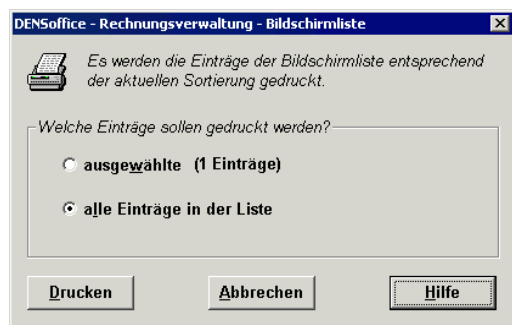 DENSoffice - Rechnungsverwaltung - Bildschirmliste
Es werden die Einträge der Bildschirmliste entsprechend
der aktuellen Sortierung gedruckt.
Welche Einträge sollen gedruckt werden?
ausgewählte (1 Einträge)
alle Einträge in der Liste
Drucken Abbrechen Hilfe